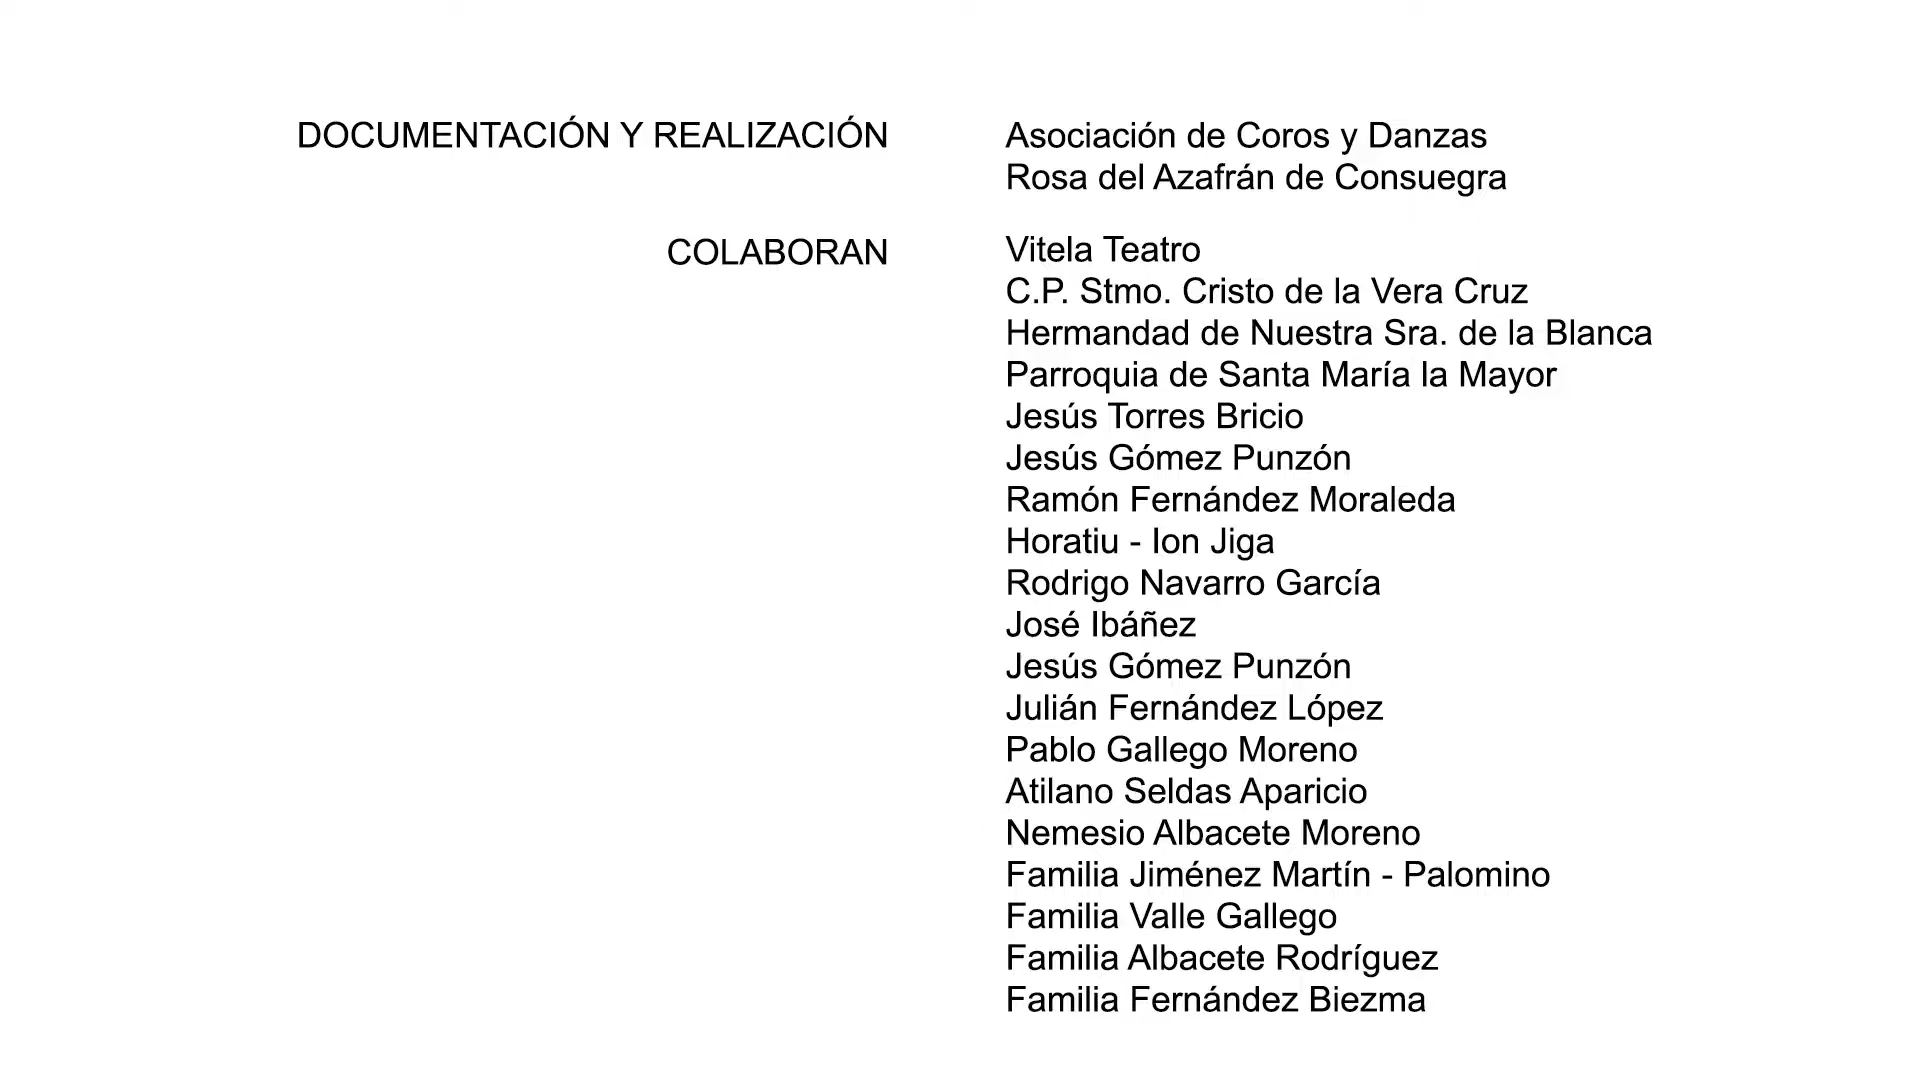 DOCUMENTACIÓN Y REALIZACIÓN
Asociación de Coros y Danzas
Rosa del Azafrán de Consuegra
COLABORAN
Vitela Teatro
C.P. Stmo. Cristo de la Vera Cruz
Hermandad de Nuestra Sra. de la Blanca
Parroquia de Santa María la Mayor
Jesús Torres Bricio
Jesús Gómez Punzón
Ramón Fernández Moraleda
Horatiu - Ion Jiga
Rodrigo Navarro García
José Ibáñez
Jesús Gómez Punzón
Julián Fernández López
Pablo Gallego Moreno
Atilano Seldas Aparicio
Nemesio Albacete Moreno
Familia Jiménez Martín - Palomino
Familia Valle Gallego
Familia Albacete Rodríguez
Familia Fernández Biezma